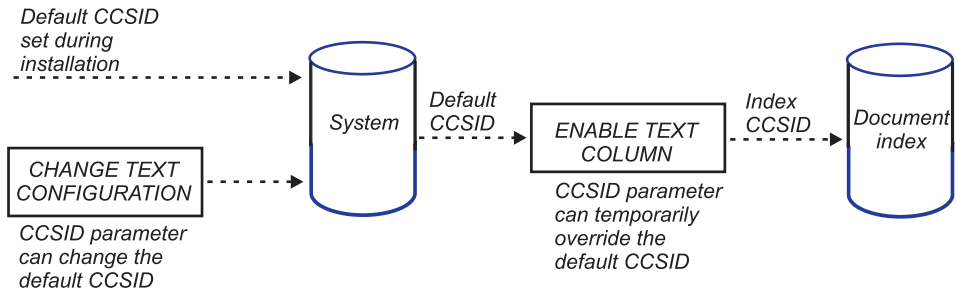 Default CCSID
set during
installation
CHANGE TEXT
CONFIGURATION
CCSID parameter
can change the
default CCSID
System
Default
CCSID
ENABLE TEXT
COLUMN
CCSID parameter
can temporarily
override the
default CCSID
Index
CCSID
Document
index